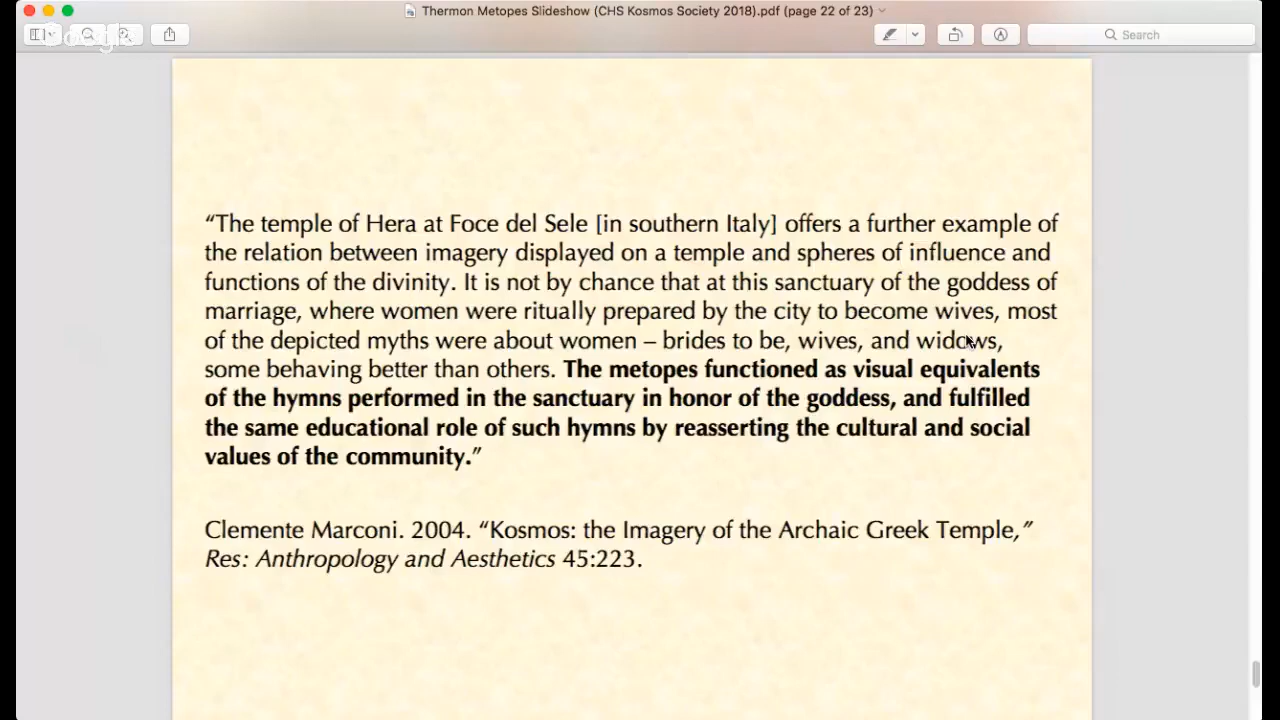 Thermon Metopes Slideshow (CHS Kosmos Society 2018).pdf (page 22 of 23)
Google
Search
“The temple of Hera at Foce del Sele [in southern Italy] offers a further example of
the relation between imagery displayed on a temple and spheres of influence and
functions of the divinity. It is not by chance that at this sanctuary of the goddess of
marriage, where women were ritually prepared by the city to become wives, most
of the depicted myths were about women – brides to be, wives, and widows,
some behaving better than others. The metopes functioned as visual equivalents
of the hymns performed in the sanctuary in honor of the goddess, and fulfilled
the same educational role of such hymns by reasserting the cultural and social
values of the community.”
Clemente Marconi. 2004. “Kosmos: the Imagery of the Archaic Greek Temple,”
Res: Anthropology and Aesthetics 45:223.